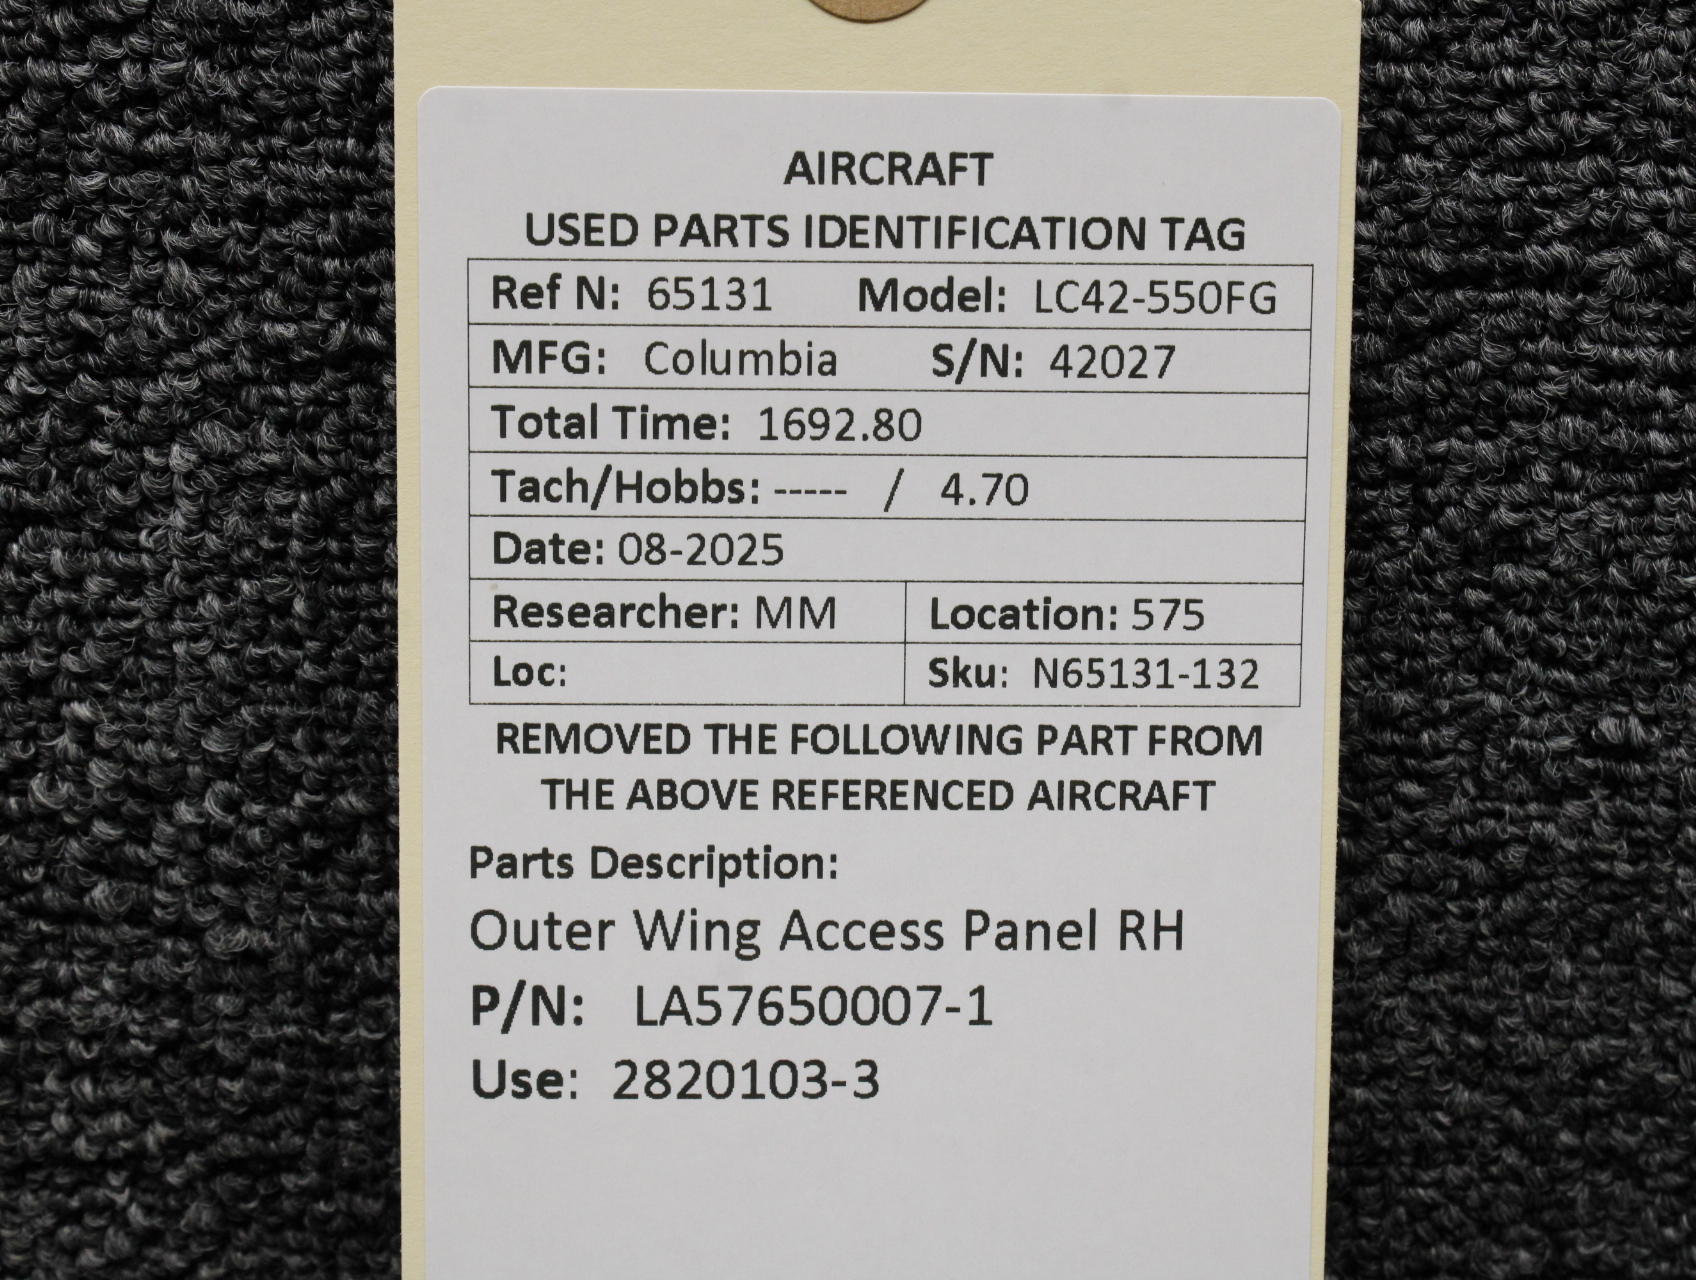 AIRCRAFT
USED PARTS IDENTIFICATION TAG
Ref N: 65131 Model: LC42-550FG
MFG: Columbia S/N: 42027
Total Time: 1692.80
Tach/Hobbs: ----- / 4.70
Date: 08-2025
Researcher: MM Location: 575
Loc: Sku: N65131-132
REMOVED THE FOLLOWING PART FROM
THE ABOVE REFERENCED AIRCRAFT
Parts Description:
Outer Wing Access Panel RH
P/N: LA57650007-1
Use: 2820103-3